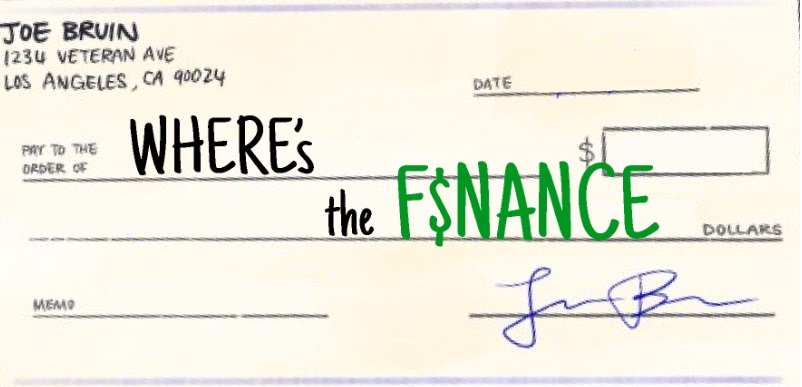 JOE BRUIN
1234 VETERAN AVE
LOS ANGELES, CA 90024
DATE
PAY TO THE
ORDER OF
WHERE's
$
the F$NANCE
DOLLARS
MEMO